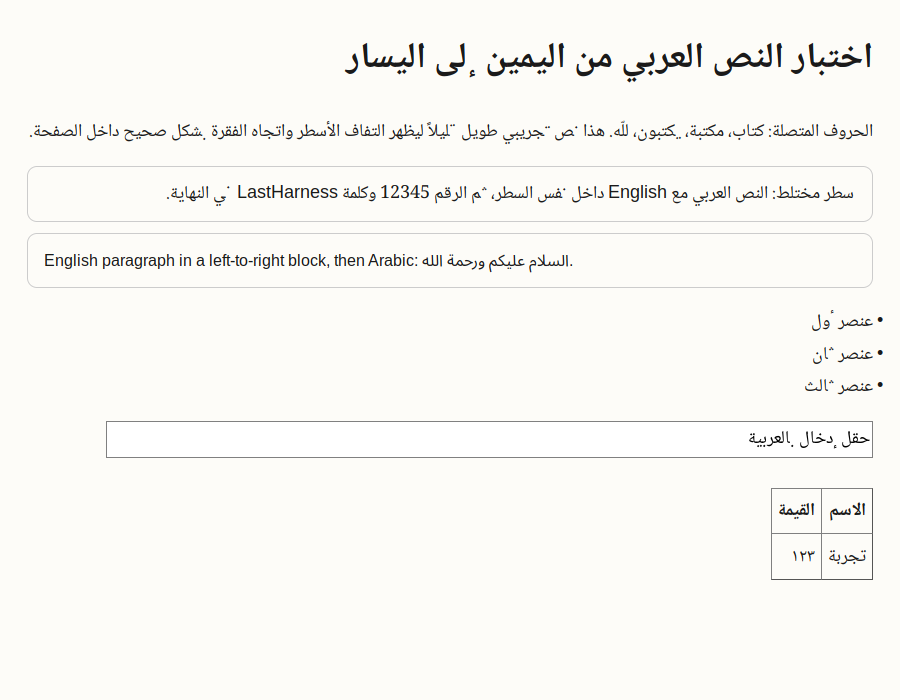 اختبار النص العربي من اليمين إلى اليسار
الحروف المتصلة: كتاب، مكتبة، يكتبون، للّه. هذا نص تجريبي طويل قليلاً ليظهر التفاف الأسطر واتجاه الفقرة بشكل صحيح داخل الصفحة.
سطر مختلط: النص العربي مع English داخل نفس السطر، ثم الرقم 12345 وكلمة LastHarness في النهاية.
English paragraph in a left-to-right block, then Arabic: السلام عليكم ورحمة الله.
• عنصر أول
• عنصر ثان
• عنصر ثالث
حقل إدخال بالعربية
الاسم القيمة
تجربة ١٢٣